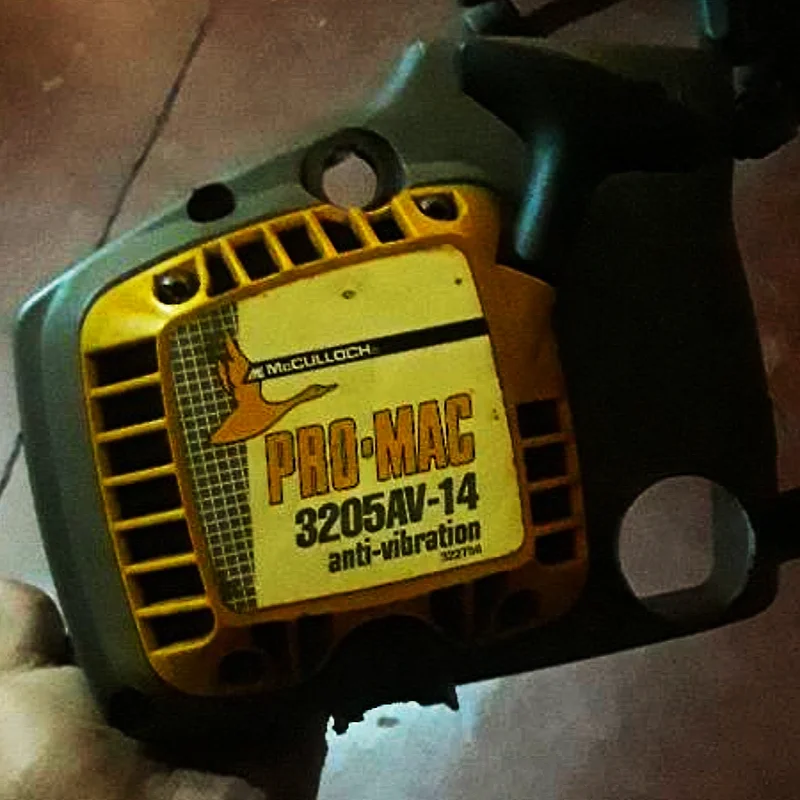 McCULLOCH
PRO·MAC
3205AV-14
anti-vibration